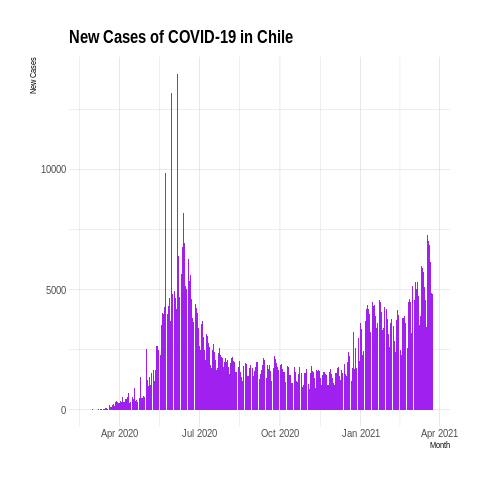 New Cases of COVID-19 in Chile
New Cases
10000
5000
0
Apr 2020 Jul 2020 Oct 2020 Jan 2021 Apr 2021
Month